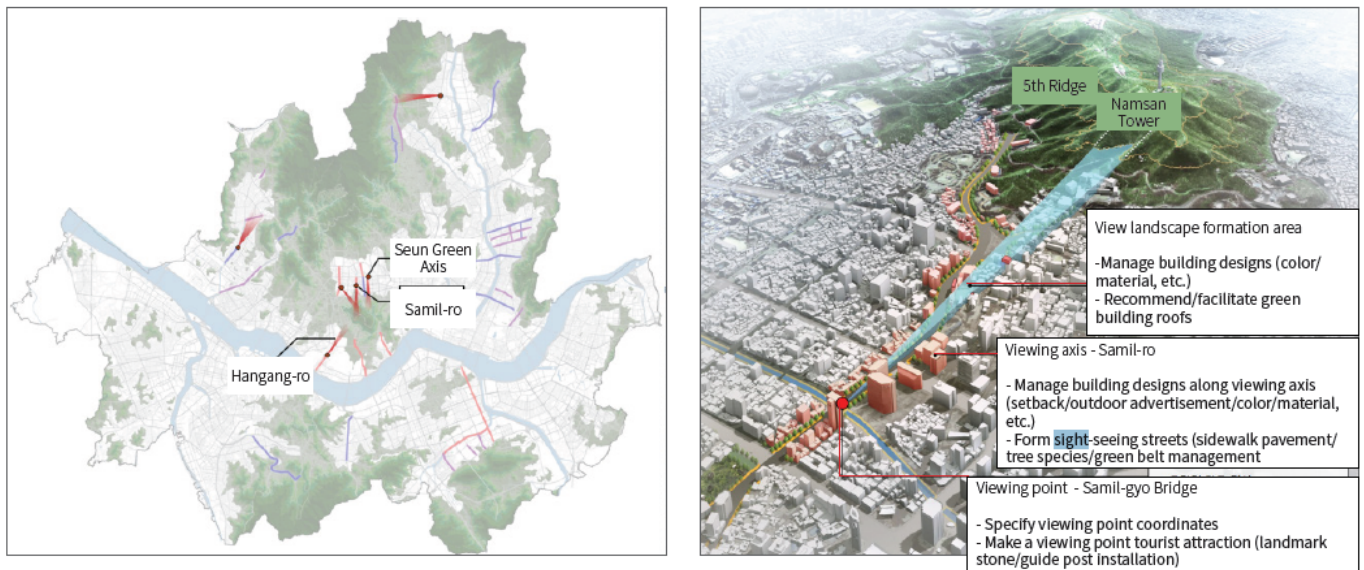 Seun Green
Axis
Samil-ro
Hangang-ro
5th Ridge
Namsan
Tower
View landscape formation area
-Manage building designs (color/
material, etc.)
- Recommend/facilitate green
building roofs
Viewing axis - Samil-ro
- Manage building designs along viewing axis
(setback/outdoor advertisement/color/material,
etc.)
- Form sight-seeing streets (sidewalk pavement/
tree species/green belt management
Viewing point - Samil-gyo Bridge
- Specify viewing point coordinates
- Make a viewing point tourist attraction (landmark
stone/guide post installation)